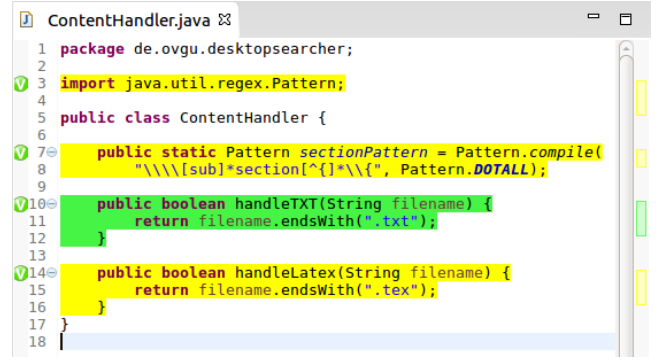 ContentHandler.java
1 package de.ovgu.desktopsearcher;
2
3 import java.util.regex.Pattern;
4
5 public class ContentHandler {
6
7 public static Pattern sectionPattern = Pattern.compile(
8 "\\\\[sub]*section[^{]*\\{", Pattern.DOTALL);
9
10 public boolean handleTXT(String filename) {
11 return filename.endsWith(".txt");
12 }
13
14 public boolean handleLatex(String filename) {
15 return filename.endsWith(".tex");
16 }
17 }
18